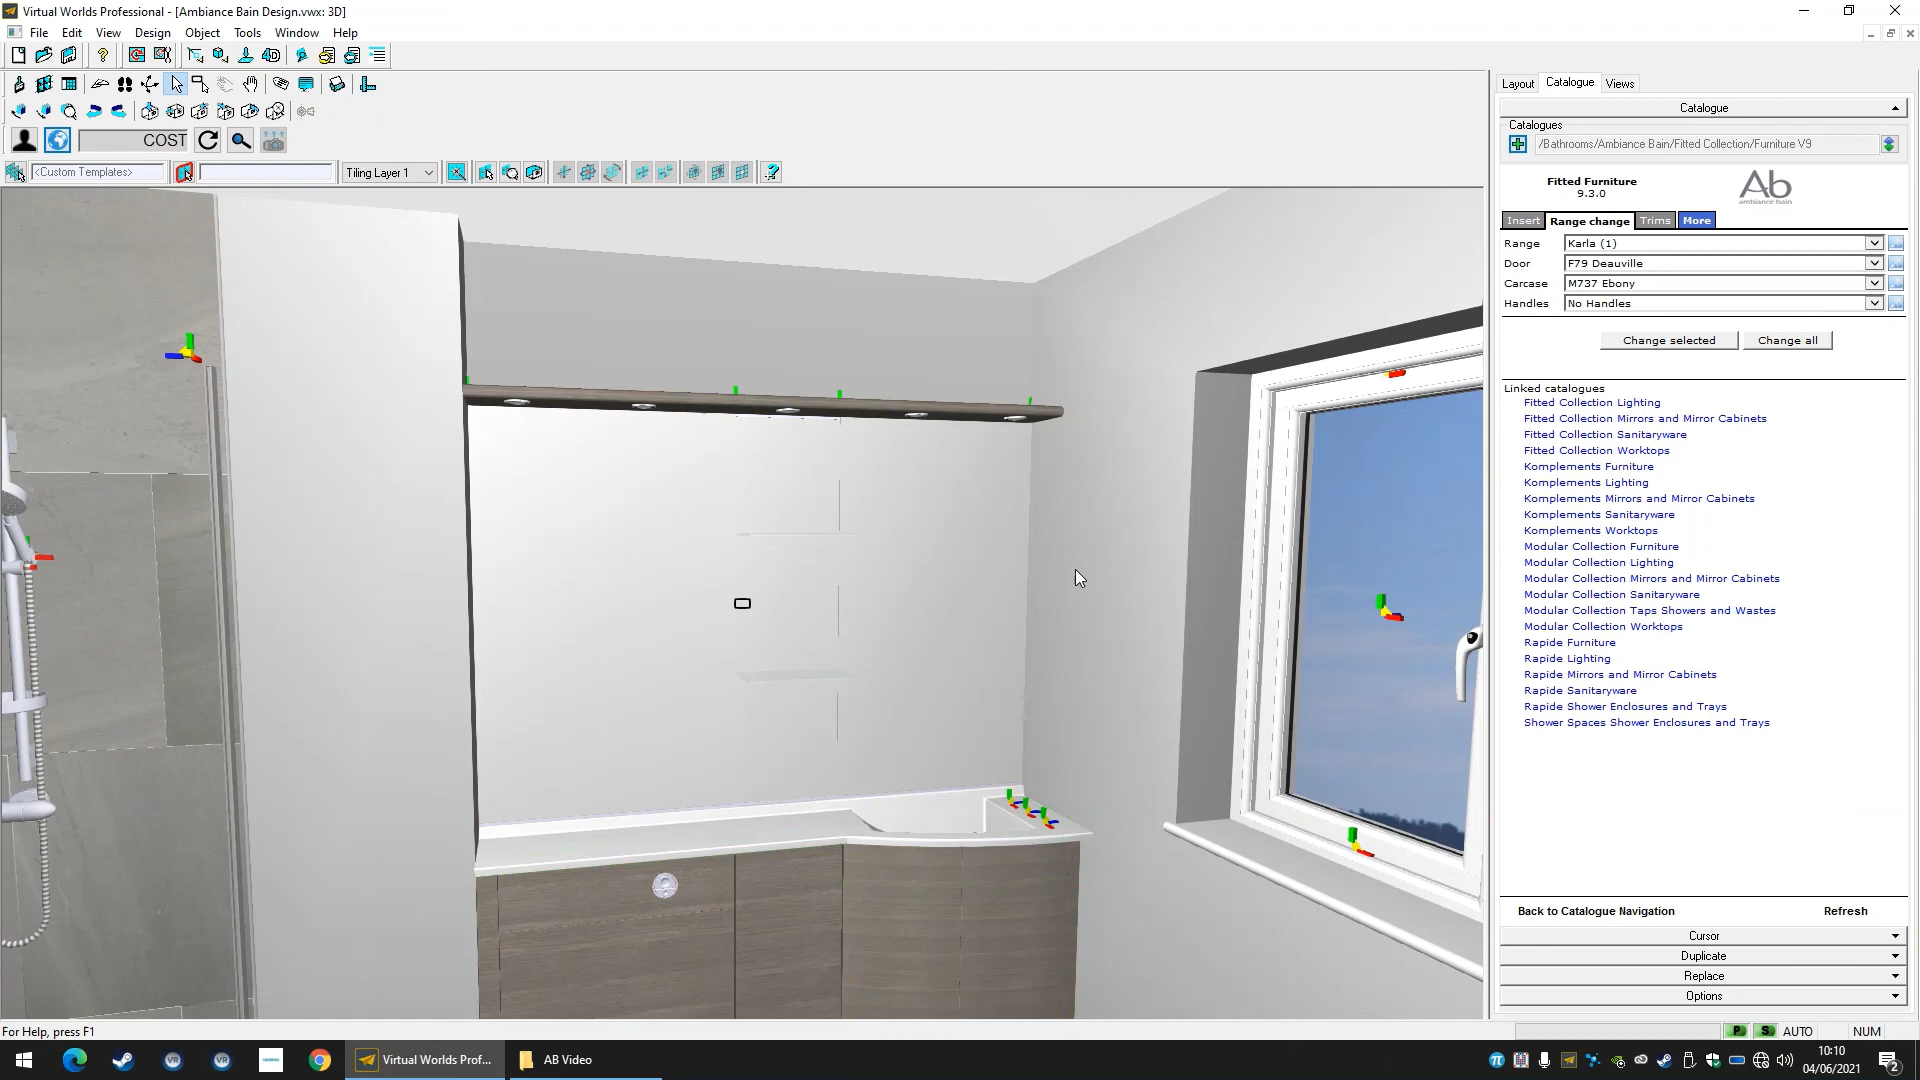 Virtual Worlds Professional - [Ambiance Bain Design.vwx: 3D]
File Edit View Design Object Tools Window Help
COST
<Custom Templates>
Tiling Layer 1
Layout Catalogue Views
Catalogue
Catalogues
/Bathrooms/Ambiance Bain/Fitted Collection/Furniture V9
Fitted Furniture
9.3.0
Ab
ambiance bain
Insert Range change Trims More
Range Karla (1)
Door F79 Deauville
Carcase M737 Ebony
Handles No Handles
Change selected Change all
Linked catalogues
Fitted Collection Lighting
Fitted Collection Mirrors and Mirror Cabinets
Fitted Collection Sanitaryware
Fitted Collection Worktops
Komplements Furniture
Komplements Lighting
Komplements Mirrors and Mirror Cabinets
Komplements Sanitaryware
Komplements Worktops
Modular Collection Furniture
Modular Collection Lighting
Modular Collection Mirrors and Mirror Cabinets
Modular Collection Sanitaryware
Modular Collection Taps Showers and Wastes
Modular Collection Worktops
Rapide Furniture
Rapide Lighting
Rapide Mirrors and Mirror Cabinets
Rapide Sanitaryware
Rapide Shower Enclosures and Trays
Shower Spaces Shower Enclosures and Trays
Back to Catalogue Navigation Refresh
Cursor
Duplicate
Replace
Options
For Help, press F1
P S AUTO NUM
VR VR Virtual Worlds Prof... AB Video
10:10
04/06/2021
2